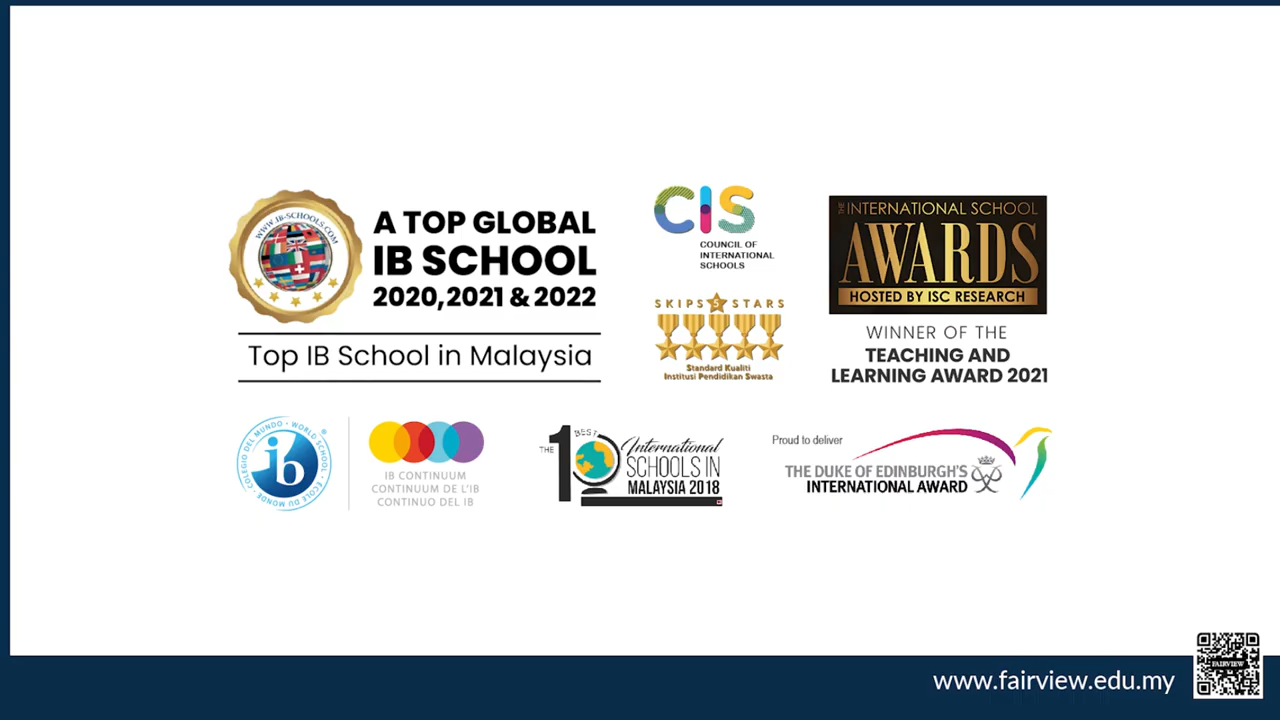 WWW.IB-SCHOOLS.COM
A TOP GLOBAL
IB SCHOOL
2020, 2021 & 2022
Top IB School in Malaysia
CIS
COUNCIL OF
INTERNATIONAL
SCHOOLS
SKIPS 5 STARS
Standard Kualiti
Institusi Pendidikan Swasta
THE INTERNATIONAL SCHOOL
AWARDS
HOSTED BY ISC RESEARCH
WINNER OF THE
TEACHING AND
LEARNING AWARD 2021
COLEGIO DEL MUNDO · WORLD SCHOOL · ECOLE DU MONDE ·
ib
®
IB CONTINUUM
CONTINUUM DE L'IB
CONTINUO DEL IB
THE 10 BEST
International
SCHOOLS IN
MALAYSIA 2018
Proud to deliver
THE DUKE OF EDINBURGH'S
INTERNATIONAL AWARD
FAIRVIEW
www.fairview.edu.my